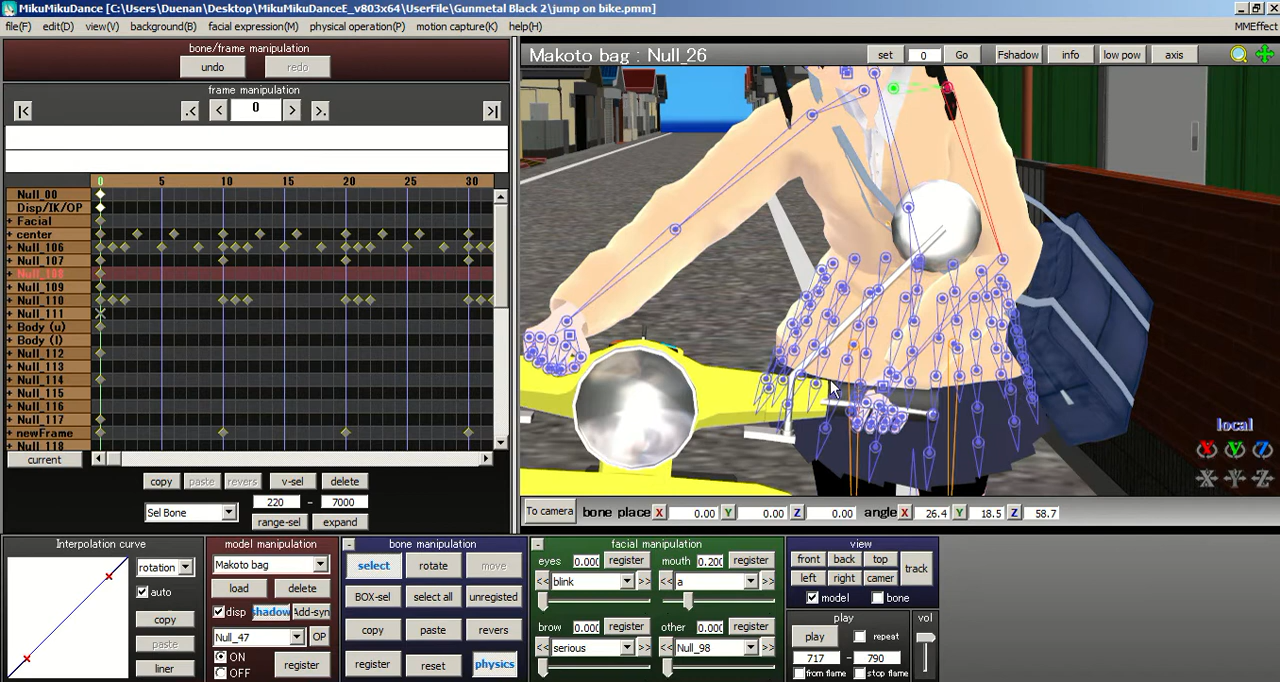 MikuMikuDance [C:\Users\Duenan\Desktop\MikuMikuDanceE_v803x64\UserFile\Gunmetal Black 2\jump on bike.pmm]
file(F) edit(D) view(V) background(B) facial expression(M) physical operation(P) motion capture(K) help(H) MMEffect
bone/frame manipulation
undo redo
frame manipulation
|< .< < 0 > >. >|
0 5 10 15 20 25 30
Null_00
Disp/IK/OP
+ Facial
+ center
+ Null_106
+ Null_107
+ Null_108
+ Null_109
+ Null_110
+ Null_111
+ Body (u)
+ Body (l)
+ Null_112
+ Null_113
+ Null_114
+ Null_115
+ Null_116
+ Null_117
+ newFrame
+ Null_118
current
copy paste revers v-sel delete
Sel Bone 220 - 7000
range-sel expand
Makoto bag : Null_26
set 0 Go Fshadow info low pow axis
local
X Y Z
X Y Z
To camera bone place X 0.00 Y 0.00 Z 0.00 angle X 26.4 Y 18.5 Z 58.7
Interpolation curve
rotation
auto
copy
paste
liner
model manipulation
Makoto bag
load delete
disp shadow Add-syn
Null_47 OP
ON
OFF
register
- bone manipulation
select rotate move
BOX-sel select all unregisted
copy paste revers
register reset physics
- facial manipulation
eyes 0.000 register mouth 0.200 register
<< blink >> << a >>
brow 0.000 register other 0.000 register
<< serious >> << Null_98 >>
view
front back top track
left right camer
model bone
play
play repeat
717 - 790
from flame stop flame
vol